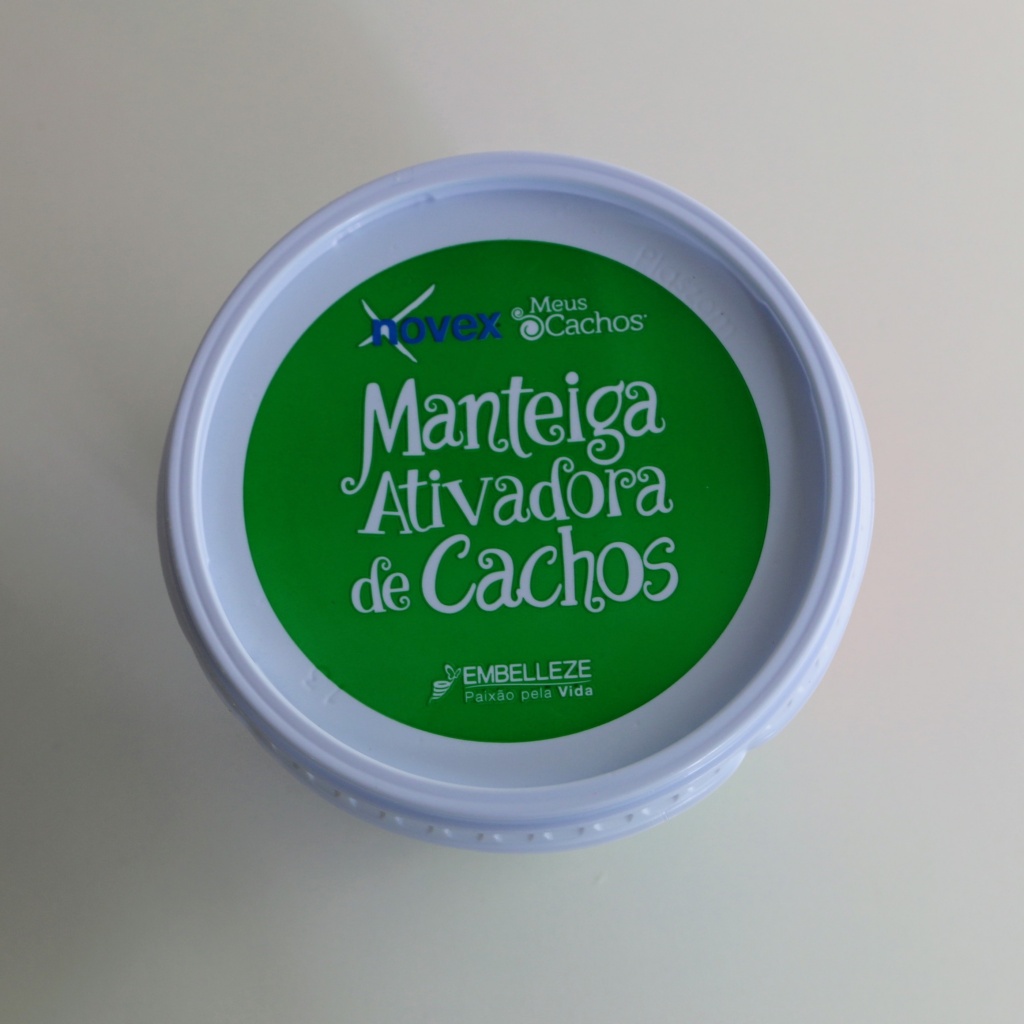 novex Meus Cachos
Manteiga
Ativadora
de Cachos
EMBELLEZE
Paixão pela Vida